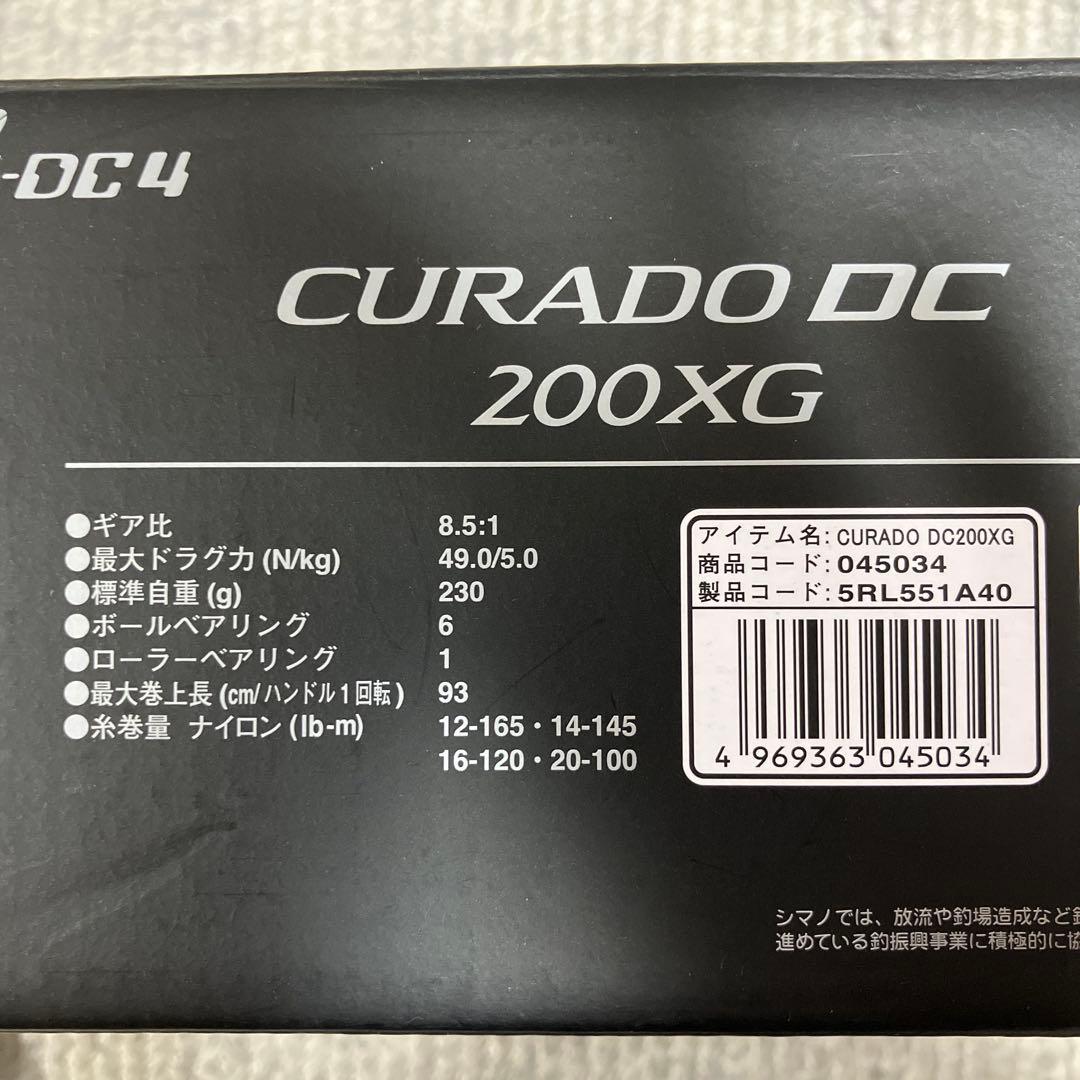 -DC4
CURADO DC
200XG
●ギア比 8.5:1
●最大ドラグ力 (N/kg) 49.0/5.0
●標準自重 (g) 230
●ボールベアリング 6
●ローラーベアリング 1
●最大巻上長 (cm/ハンドル1回転) 93
●糸巻量 ナイロン (lb-m) 12-165・14-145
16-120・20-100
アイテム名: CURADO DC200XG
商品コード: 045034
製品コード: 5RL551A40
4 969363 045034
シマノでは、放流や釣場造成など
進めている釣振興事業に積極的に